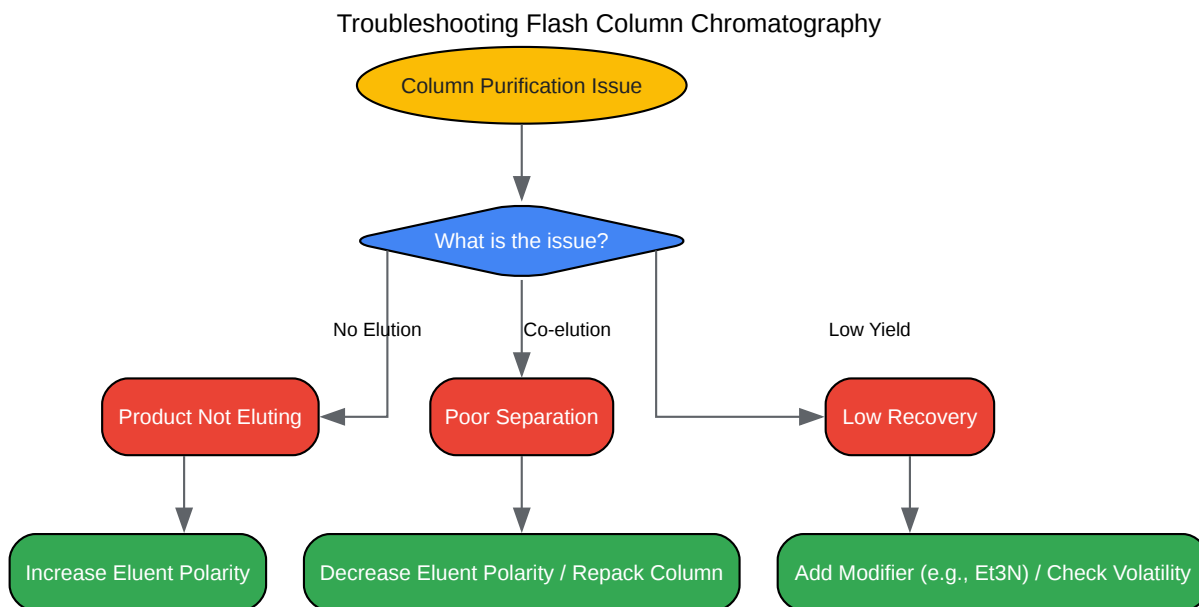 Troubleshooting Flash Column Chromatography
Column Purification Issue
What is the issue?
No Elution
Co-elution
Low Yield
Product Not Eluting
Poor Separation
Low Recovery
Increase Eluent Polarity
Decrease Eluent Polarity / Repack Column
Add Modifier (e.g., Et3N) / Check Volatility